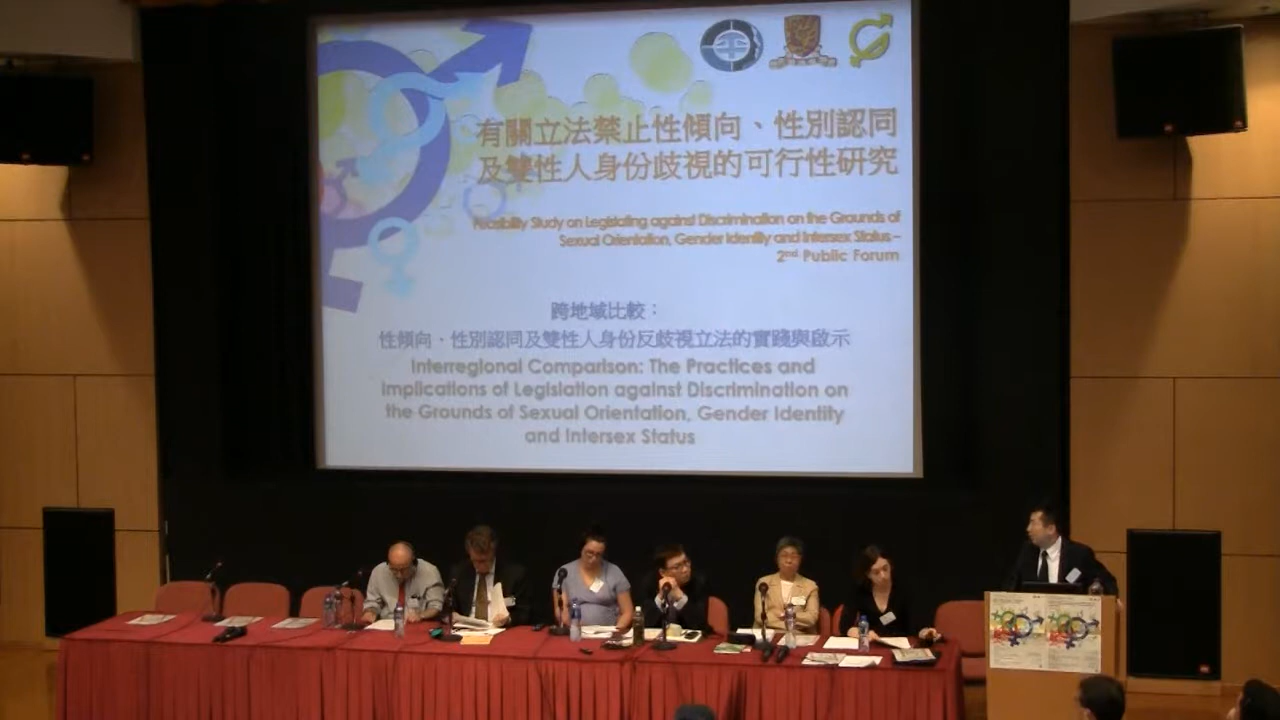 有關立法禁止性傾向、性別認同
及雙性人身份歧視的可行性研究
Feasibility Study on Legislating against Discrimination on the Grounds of
Sexual Orientation, Gender Identity and Intersex Status –
2nd Public Forum
跨地域比較：
性傾向、性別認同及雙性人身份反歧視立法的實踐與啟示
Interregional Comparison: The Practices and
Implications of Legislation against Discrimination on
the Grounds of Sexual Orientation, Gender Identity
and Intersex Status